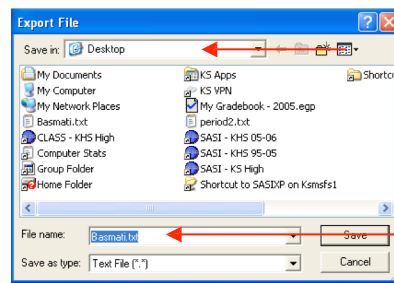 Export File
Save in: Desktop
My Documents KS Apps Shortc
My Computer KS VPN
My Network Places My Gradebook - 2005.egp
Basmati.txt period2.txt
CLASS - KHS High SASI - KHS 05-06
Computer Stats SASI - KHS 95-05
Group Folder SASI - KS High
Home Folder Shortcut to SASIXP on Ksmsfs1
File name: Basmati.txt Save
Save as type: Text File (*.*) Cancel